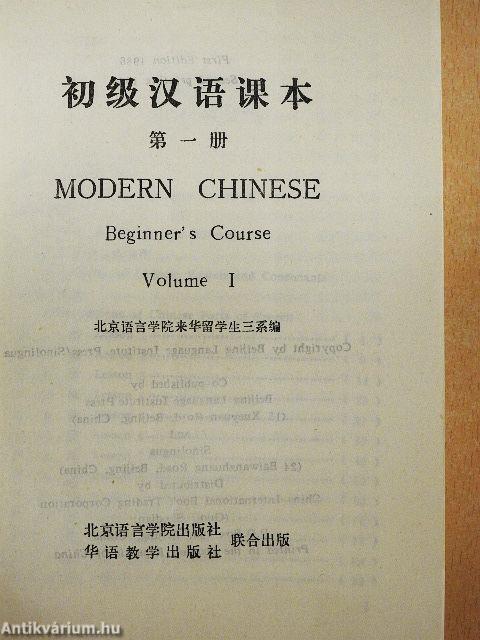 初级汉语课本
第一册
MODERN CHINESE
Beginner's Course
Volume I
北京语言学院来华留学生三系编
北京语言学院出版社
华语教学出版社
联合出版
Antikvárium.hu